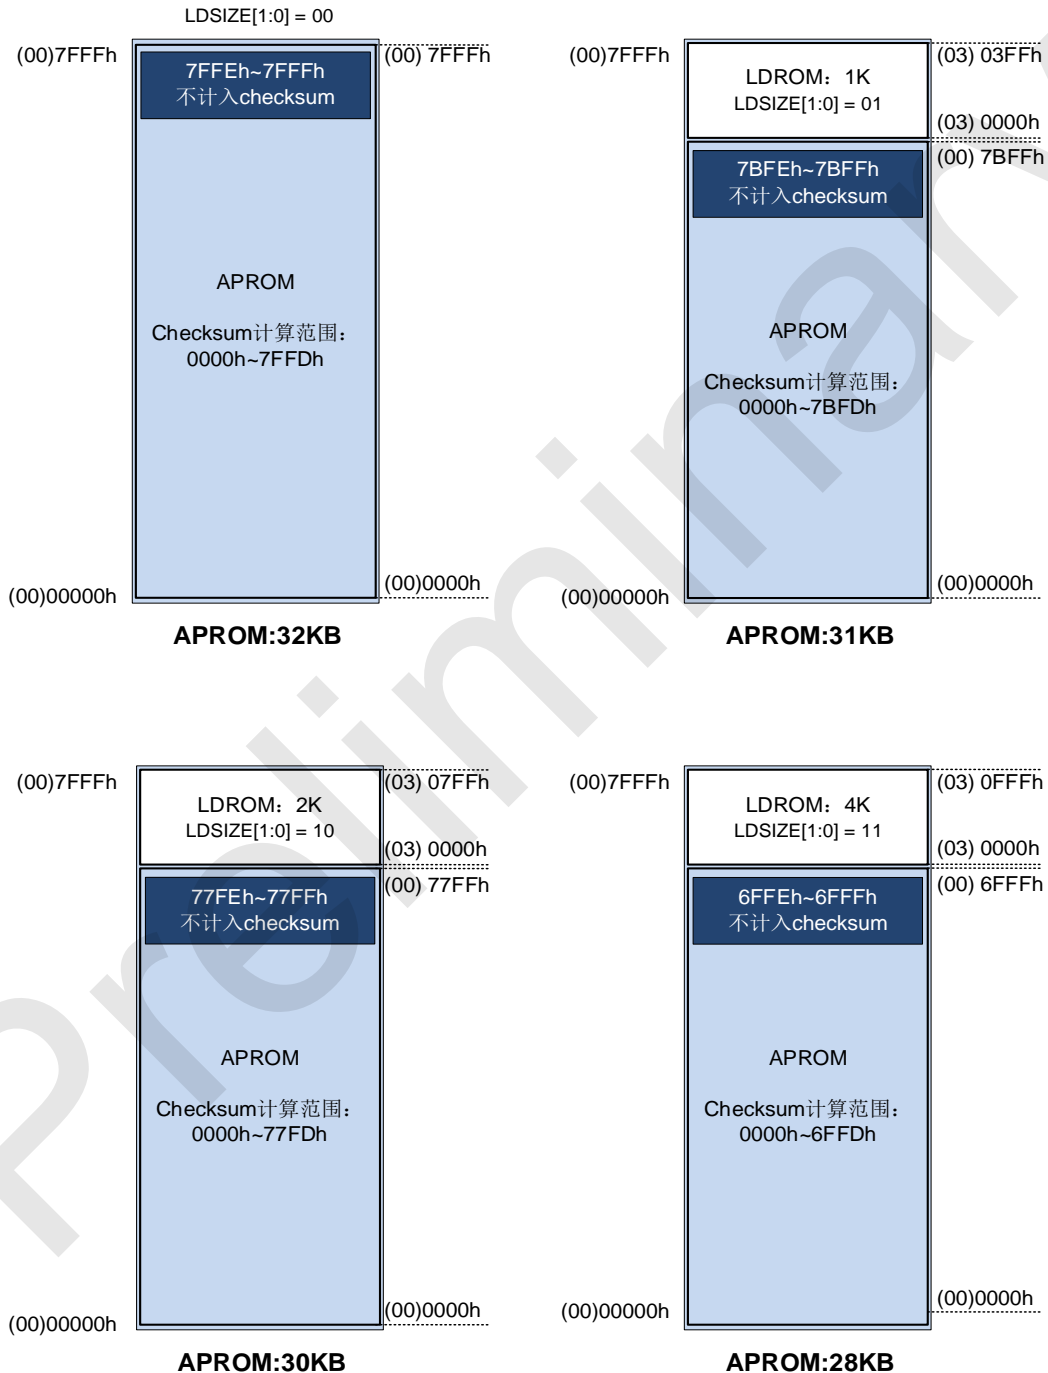 LDSIZE[1:0] = 00
(00)7FFFh
7FFEh~7FFFh
不计入checksum
(00) 7FFFh
APROM
Checksum计算范围：
0000h~7FFDh
(00)00000h
(00)0000h
APROM:32KB
(00)7FFFh
LDROM：1K
LDSIZE[1:0] = 01
(03) 03FFh
(03) 0000h
(00) 7BFFh
7BFEh~7BFFh
不计入checksum
APROM
Checksum计算范围：
0000h~7BFDh
(00)00000h
(00)0000h
APROM:31KB
(00)7FFFh
LDROM：2K
LDSIZE[1:0] = 10
(03) 07FFh
(03) 0000h
(00) 77FFh
77FEh~77FFh
不计入checksum
APROM
Checksum计算范围：
0000h~77FDh
(00)00000h
(00)0000h
APROM:30KB
(00)7FFFh
LDROM：4K
LDSIZE[1:0] = 11
(03) 0FFFh
(03) 0000h
(00) 6FFFh
6FFEh~6FFFh
不计入checksum
APROM
Checksum计算范围：
0000h~6FFDh
(00)00000h
(00)0000h
APROM:28KB
Preliminar